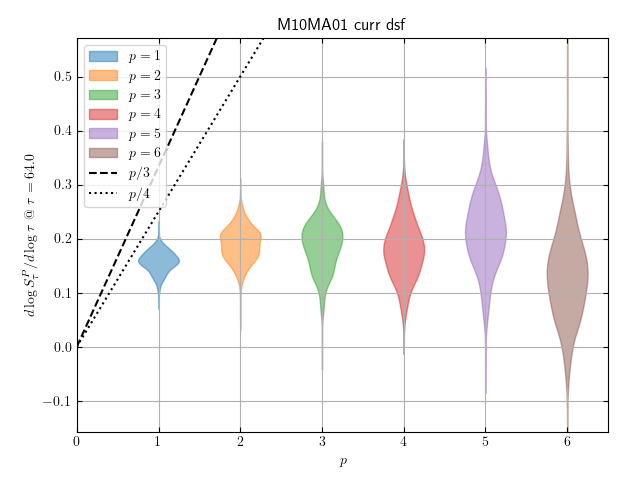 M10MA01 curr dsf
p = 1
p = 2
p = 3
p = 4
p = 5
p = 6
p/3
p/4
d log S_τ^p / d log τ @ τ = 64.0
0.5
0.4
0.3
0.2
0.1
0.0
−0.1
0 1 2 3 4 5 6
p